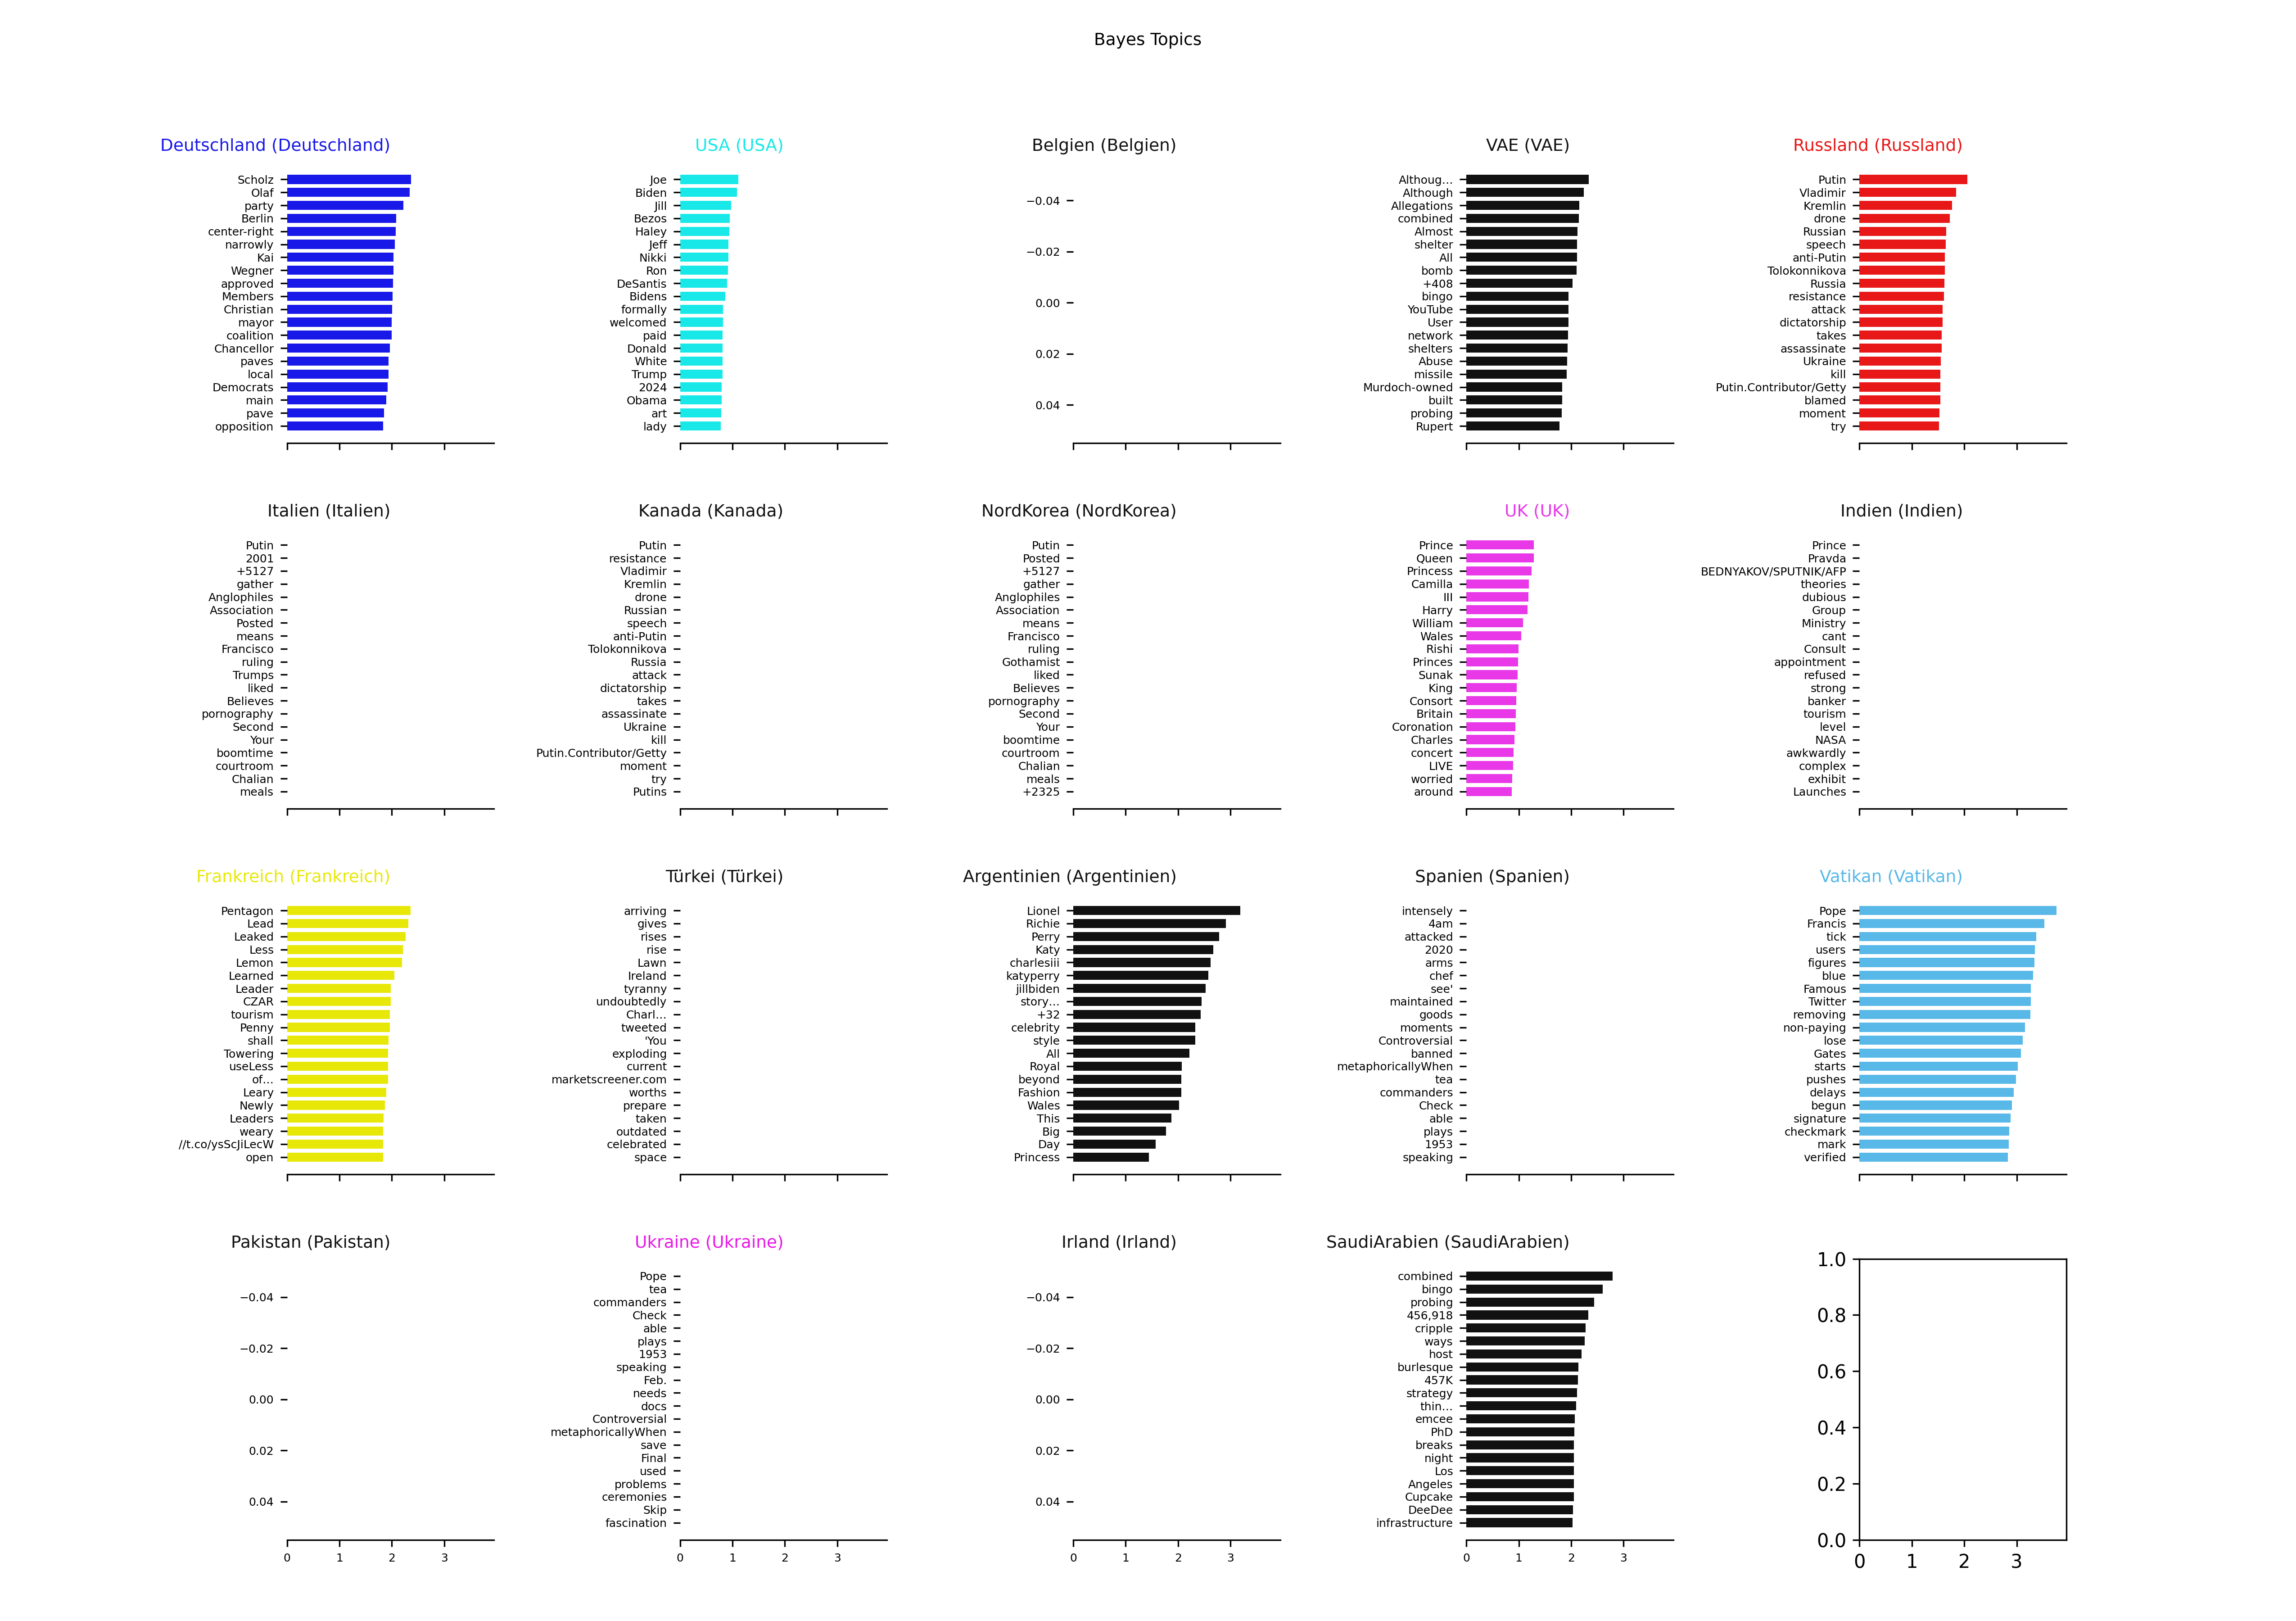 Bayes Topics
Deutschland (Deutschland)
Scholz
Olaf
party
Berlin
center-right
narrowly
Kai
Wegner
approved
Members
Christian
mayor
coalition
Chancellor
paves
local
Democrats
main
pave
opposition
USA (USA)
Joe
Biden
Jill
Bezos
Haley
Jeff
Nikki
Ron
DeSantis
Bidens
formally
welcomed
paid
Donald
White
Trump
2024
Obama
art
lady
Belgien (Belgien)
−0.04
−0.02
0.00
0.02
0.04
VAE (VAE)
Althoug…
Although
Allegations
combined
Almost
shelter
All
bomb
+408
bingo
YouTube
User
network
shelters
Abuse
missile
Murdoch-owned
built
probing
Rupert
Russland (Russland)
Putin
Vladimir
Kremlin
drone
Russian
speech
anti-Putin
Tolokonnikova
Russia
resistance
attack
dictatorship
takes
assassinate
Ukraine
kill
Putin.Contributor/Getty
blamed
moment
try
Italien (Italien)
Putin
2001
+5127
gather
Anglophiles
Association
Posted
means
Francisco
ruling
Trumps
liked
Believes
pornography
Second
Your
boomtime
courtroom
Chalian
meals
Kanada (Kanada)
Putin
resistance
Vladimir
Kremlin
drone
Russian
speech
anti-Putin
Tolokonnikova
Russia
attack
dictatorship
takes
assassinate
Ukraine
kill
Putin.Contributor/Getty
moment
try
Putins
NordKorea (NordKorea)
Putin
Posted
+5127
gather
Anglophiles
Association
means
Francisco
ruling
Gothamist
liked
Believes
pornography
Second
Your
boomtime
courtroom
Chalian
meals
+2325
UK (UK)
Prince
Queen
Princess
Camilla
III
Harry
William
Wales
Rishi
Princes
Sunak
King
Consort
Britain
Coronation
Charles
concert
LIVE
worried
around
Indien (Indien)
Prince
Pravda
BEDNYAKOV/SPUTNIK/AFP
theories
dubious
Group
Ministry
cant
Consult
appointment
refused
strong
banker
tourism
level
NASA
awkwardly
complex
exhibit
Launches
Frankreich (Frankreich)
Pentagon
Lead
Leaked
Less
Lemon
Learned
Leader
CZAR
tourism
Penny
shall
Towering
useLess
of…
Leary
Newly
Leaders
weary
//t.co/ysScJiLecW
open
Türkei (Türkei)
arriving
gives
rises
rise
Lawn
Ireland
tyranny
undoubtedly
Charl…
tweeted
'You
exploding
current
marketscreener.com
worths
prepare
taken
outdated
celebrated
space
Argentinien (Argentinien)
Lionel
Richie
Perry
Katy
charlesiii
katyperry
jillbiden
story…
+32
celebrity
style
All
Royal
beyond
Fashion
Wales
This
Big
Day
Princess
Spanien (Spanien)
intensely
4am
attacked
2020
arms
chef
see'
maintained
goods
moments
Controversial
banned
metaphoricallyWhen
tea
commanders
Check
able
plays
1953
speaking
Vatikan (Vatikan)
Pope
Francis
tick
users
figures
blue
Famous
Twitter
removing
non-paying
lose
Gates
starts
pushes
delays
begun
signature
checkmark
mark
verified
Pakistan (Pakistan)
−0.04
−0.02
0.00
0.02
0.04
0 1 2 3
Ukraine (Ukraine)
Pope
tea
commanders
Check
able
plays
1953
speaking
Feb.
needs
docs
Controversial
metaphoricallyWhen
save
Final
used
problems
ceremonies
Skip
fascination
0 1 2 3
Irland (Irland)
−0.04
−0.02
0.00
0.02
0.04
0 1 2 3
SaudiArabien (SaudiArabien)
combined
bingo
probing
456,918
cripple
ways
host
burlesque
457K
strategy
thin…
emcee
PhD
breaks
night
Los
Angeles
Cupcake
DeeDee
infrastructure
0 1 2 3
1.0
0.8
0.6
0.4
0.2
0.0
0 1 2 3